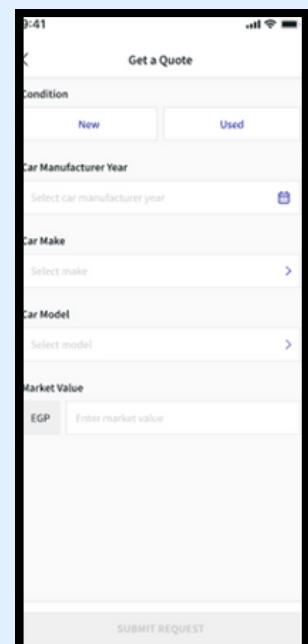 9:41
Get a Quote
Condition
New Used
Car Manufacturer Year
Select car manufacturer year
Car Make
Select make
Car Model
Select model
Market Value
EGP Enter market value
SUBMIT REQUEST